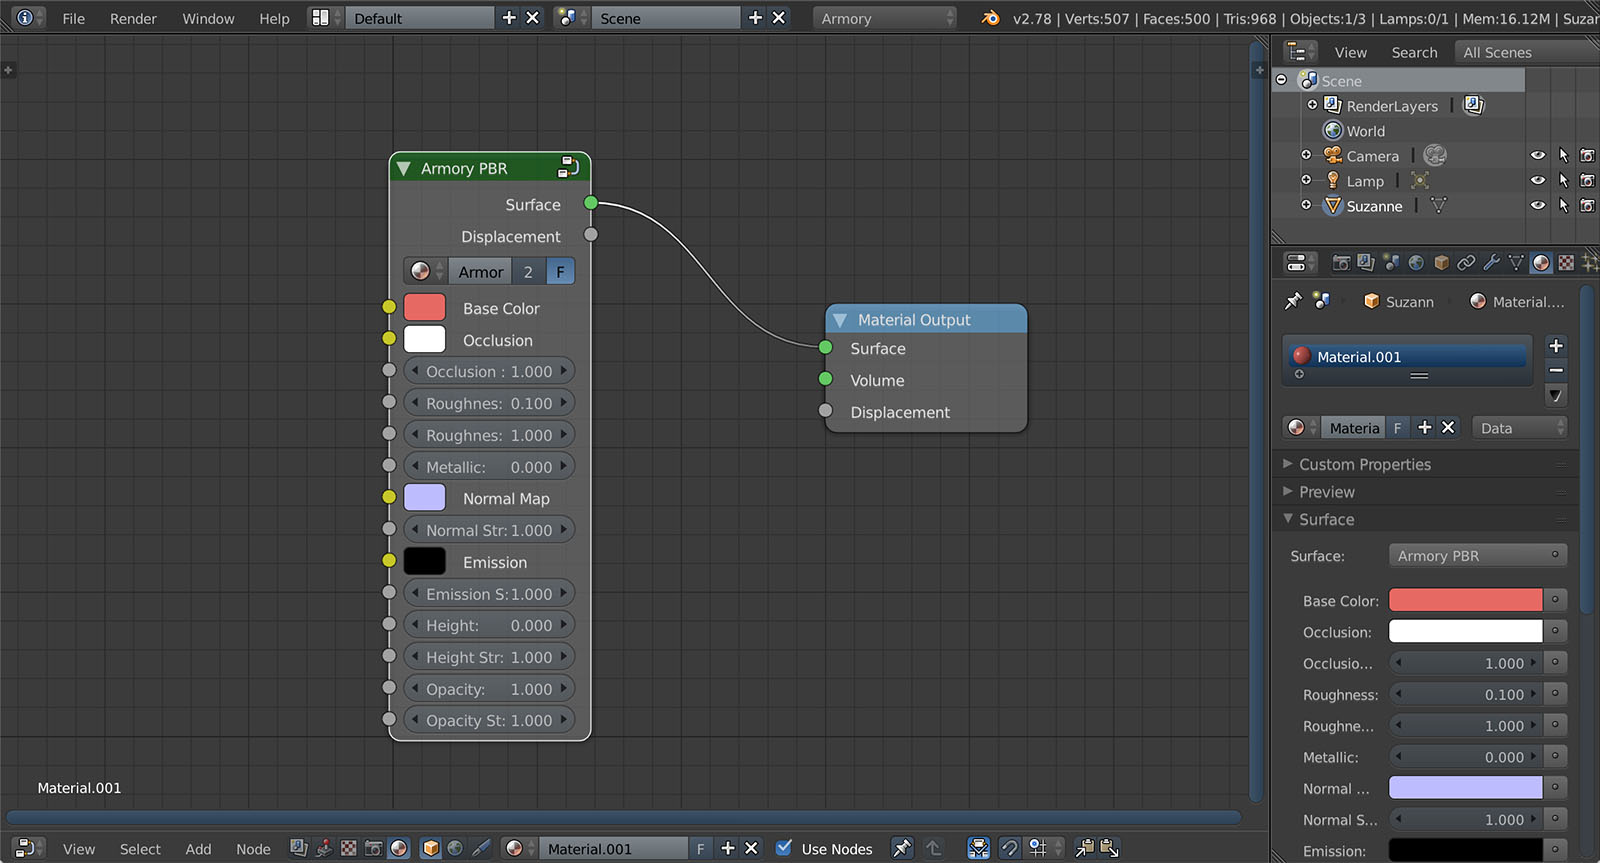 File Render Window Help Default Scene Armory v2.78 | Verts:507 | Faces:500 | Tris:968 | Objects:1/3 | Lamps:0/1 | Mem:16.12M | Suzar
View Search All Scenes
Scene
RenderLayers
World
Camera
Lamp
Suzanne
Armory PBR
Surface
Displacement
Armor 2 F
Base Color
Occlusion
Occlusion : 1.000
Roughnes: 0.100
Roughnes: 1.000
Metallic: 0.000
Normal Map
Normal Str: 1.000
Emission
Emission S: 1.000
Height: 0.000
Height Str: 1.000
Opacity: 1.000
Opacity St: 1.000
Material Output
Surface
Volume
Displacement
Suzann Material....
Material.001
Materia F Data
Custom Properties
Preview
Surface
Surface: Armory PBR
Base Color:
Occlusion:
Occlusio... 1.000
Roughness: 0.100
Roughne... 1.000
Metallic: 0.000
Normal ...
Normal S... 1.000
Emission:
Material.001
View Select Add Node Material.001 F Use Nodes